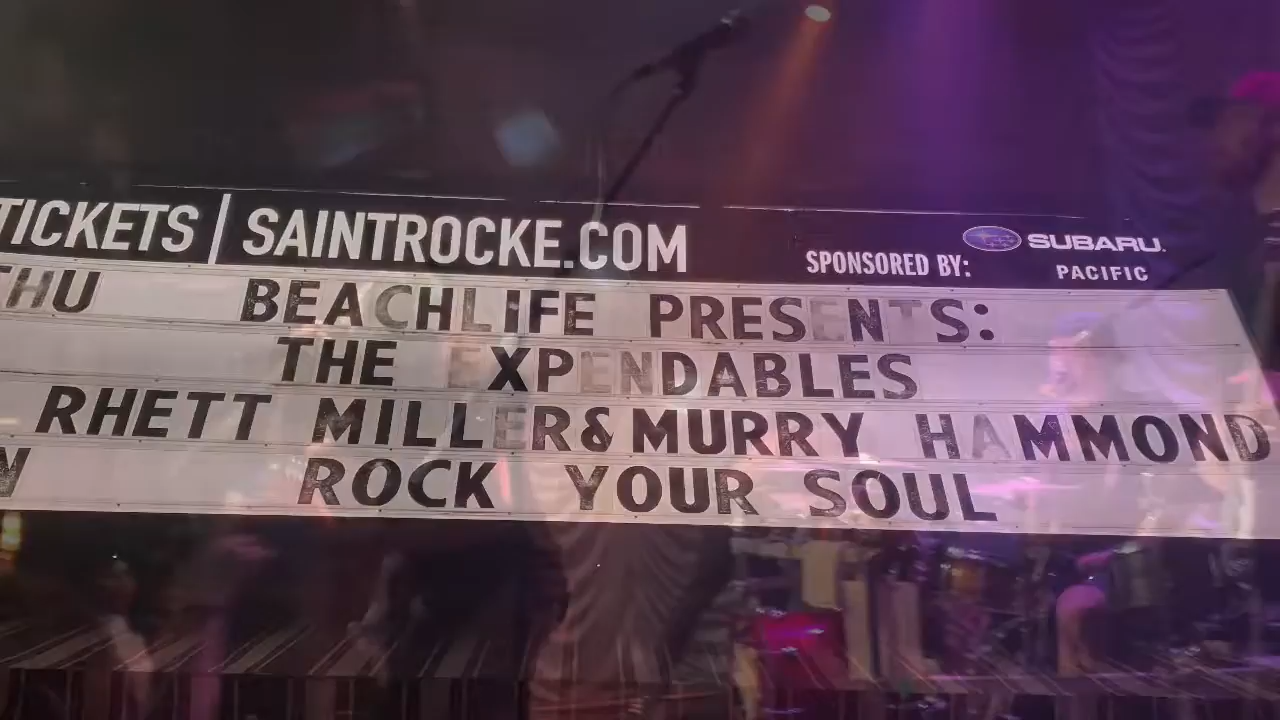 TICKETS | SAINTROCKE.COM
SPONSORED BY: SUBARU.
PACIFIC
THU BEACHLIFE PRESENTS:
THE EXPENDABLES
RHETT MILLER & MURRY HAMMOND
ROCK YOUR SOUL